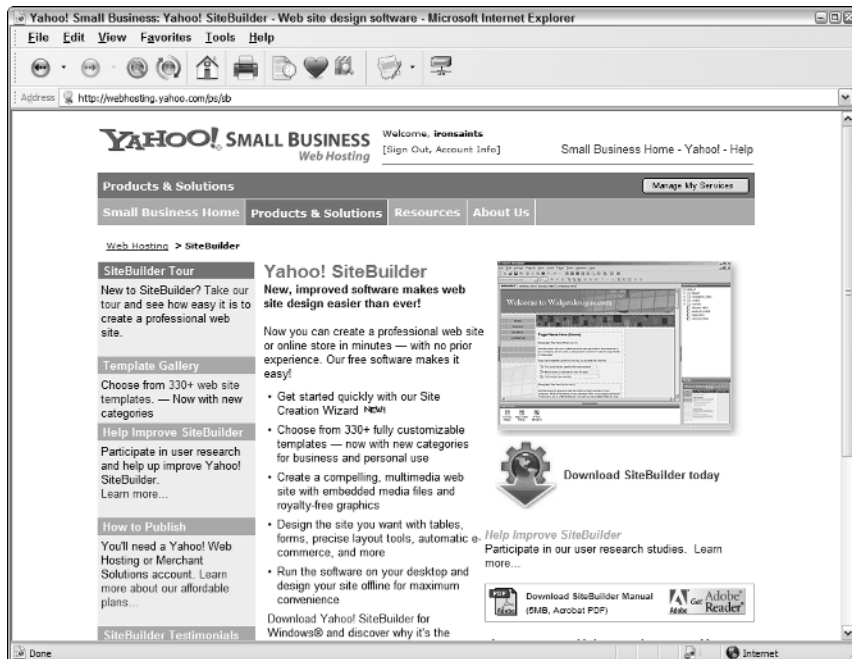 Yahoo! Small Business: Yahoo! SiteBuilder - Web site design software - Microsoft Internet Explorer
File Edit View Favorites Tools Help
Address http://webhosting.yahoo.com/ps/sb
YAHOO! SMALL BUSINESS
Web Hosting
Welcome, ironsaints
[Sign Out, Account Info]
Small Business Home - Yahoo! - Help
Products & Solutions
Manage My Services
Small Business Home Products & Solutions Resources About Us
Web Hosting > SiteBuilder
SiteBuilder Tour
New to SiteBuilder? Take our
tour and see how easy it is to
create a professional web
site.
Template Gallery
Choose from 330+ web site
templates. — Now with new
categories
Help Improve SiteBuilder
Participate in user research
and help up improve Yahoo!
SiteBuilder.
Learn more...
How to Publish
You'll need a Yahoo! Web
Hosting or Merchant
Solutions account. Learn
more about our affordable
plans...
SiteBuilder Testimonials
Yahoo! SiteBuilder
New, improved software makes web
site design easier than ever!
Now you can create a professional web site
or online store in minutes — with no prior
experience. Our free software makes it
easy!
• Get started quickly with our Site
Creation Wizard NEW!
• Choose from 330+ fully customizable
templates — now with new categories
for business and personal use
• Create a compelling, multimedia web
site with embedded media files and
royalty-free graphics
• Design the site you want with tables,
forms, precise layout tools, automatic e-
commerce, and more
• Run the software on your desktop and
design your site offline for maximum
convenience
Download Yahoo! SiteBuilder for
Windows® and discover why it's the
Welcome to Widgetdesigns.com
Download SiteBuilder today
Help Improve SiteBuilder
Participate in our user research studies. Learn
more...
PDF
Adobe
Download SiteBuilder Manual
(5MB, Acrobat PDF)
Adobe
Get Adobe®
Reader®
Done
Internet